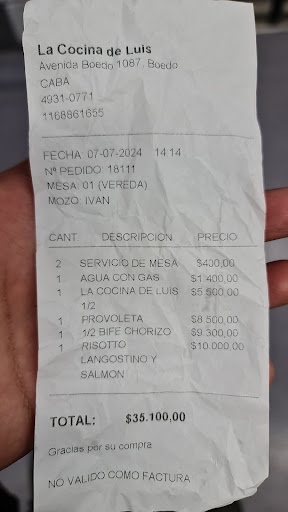 La Cocina de Luis
Avenida Boedo 1087, Boedo
CABA
4931-0771
1168861655
FECHA: 07-07-2024 14:14
Nº PEDIDO: 18111
MESA: 01 (VEREDA)
MOZO: IVAN
CANT. DESCRIPCION PRECIO
2 SERVICIO DE MESA $400,00
1 AGUA CON GAS $1.400,00
1 LA COCINA DE LUIS $5.500,00
1/2
1 PROVOLETA $8.500,00
1 1/2 BIFE CHORIZO $9.300,00
1 RISOTTO $10.000,00
LANGOSTINO Y
SALMON
TOTAL: $35.100,00
Gracias por su compra
NO VALIDO COMO FACTURA